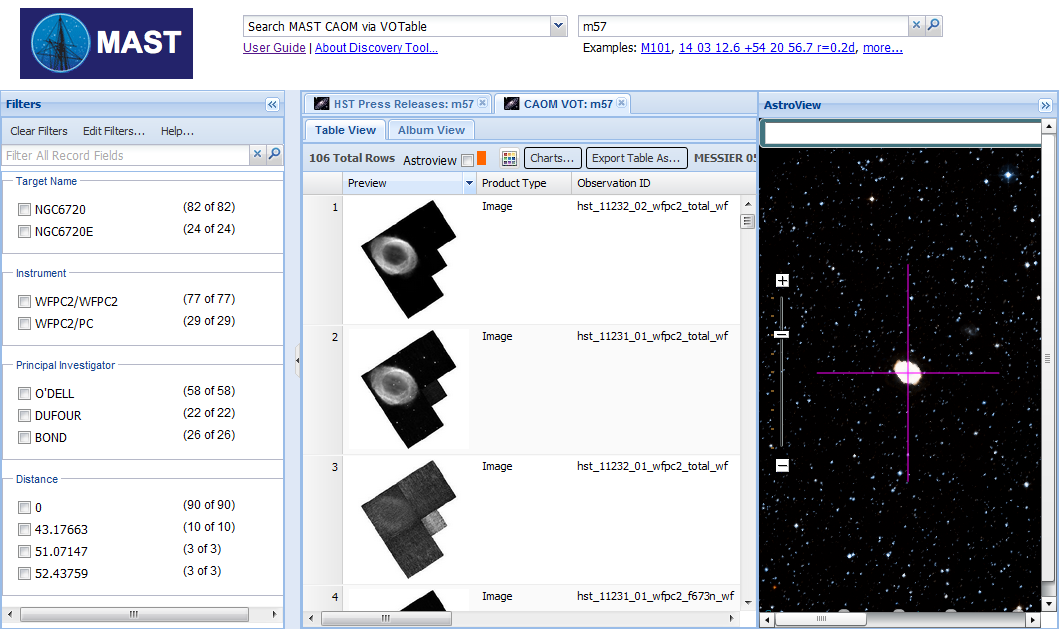 MAST
Search MAST CAOM via VOTable
m57
User Guide | About Discovery Tool...
Examples: M101, 14 03 12.6 +54 20 56.7 r=0.2d, more...
Filters
Clear Filters Edit Filters... Help...
Filter All Record Fields
Target Name
NGC6720 (82 of 82)
NGC6720E (24 of 24)
Instrument
WFPC2/WFPC2 (77 of 77)
WFPC2/PC (29 of 29)
Principal Investigator
O'DELL (58 of 58)
DUFOUR (22 of 22)
BOND (26 of 26)
Distance
0 (90 of 90)
43.17663 (10 of 10)
51.07147 (3 of 3)
52.43759 (3 of 3)
HST Press Releases: m57 CAOM VOT: m57
Table View Album View
106 Total Rows Astroview Charts... Export Table As... MESSIER 05
Preview Product Type Observation ID
1 Image hst_11232_02_wfpc2_total_wf
2 Image hst_11231_01_wfpc2_total_wf
3 Image hst_11232_01_wfpc2_total_wf
4 Image hst_11231_01_wfpc2_f673n_wf
AstroView